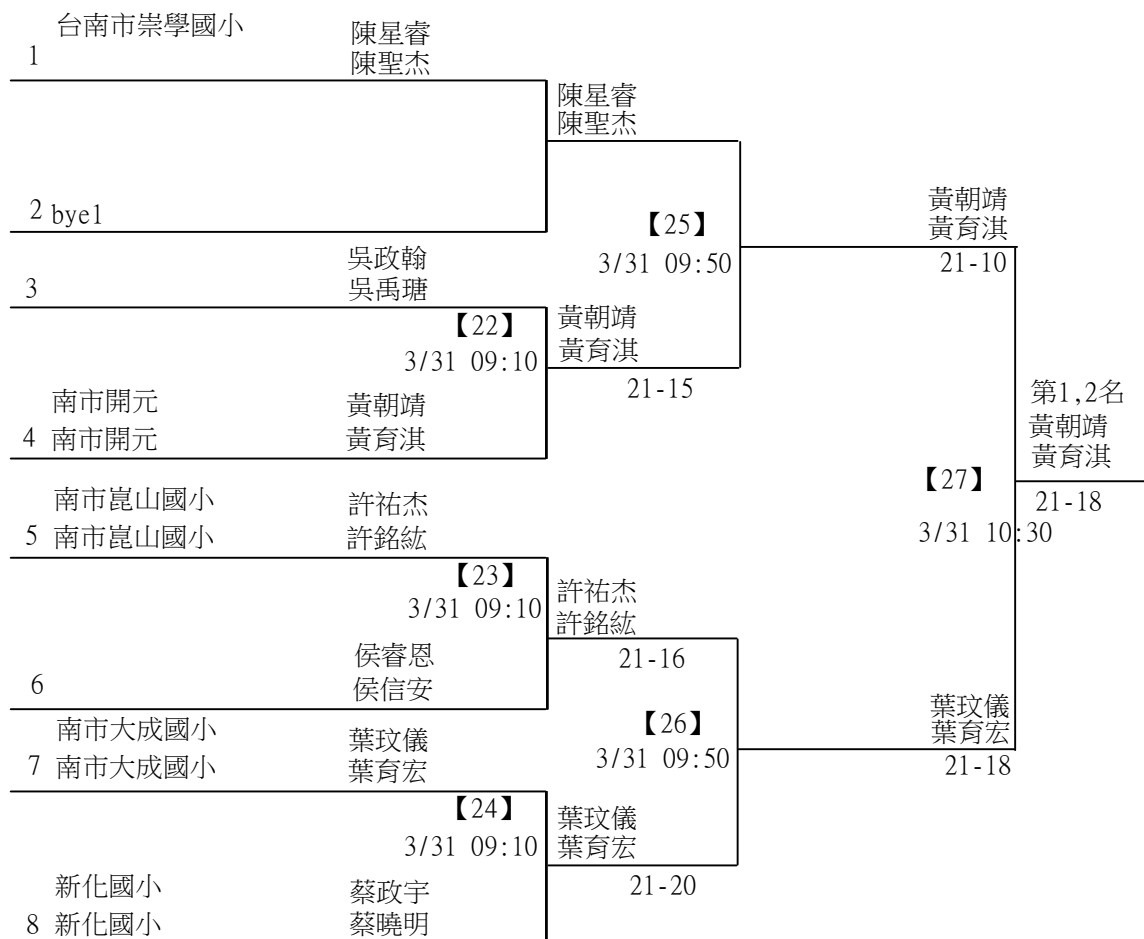 台南市崇學國小
陳星睿
1
陳聖杰
陳星睿
陳聖杰
2 bye1
【25】
3/31 09:50
黃朝靖
黃育淇
21-10
吳政翰
3
吳禹瑭
【22】
3/31 09:10
黃朝靖
黃育淇
21-15
南市開元
黃朝靖
4 南市開元
黃育淇
第1,2名
黃朝靖
黃育淇
21-18
【27】
3/31 10:30
南市崑山國小
許祐杰
5 南市崑山國小
許銘紘
【23】
3/31 09:10
許祐杰
許銘紘
21-16
侯睿恩
6
侯信安
【26】
3/31 09:50
葉玟儀
葉育宏
21-18
南市大成國小
葉玟儀
7 南市大成國小
葉育宏
【24】
3/31 09:10
葉玟儀
葉育宏
21-20
新化國小
蔡政宇
8 新化國小
蔡曉明